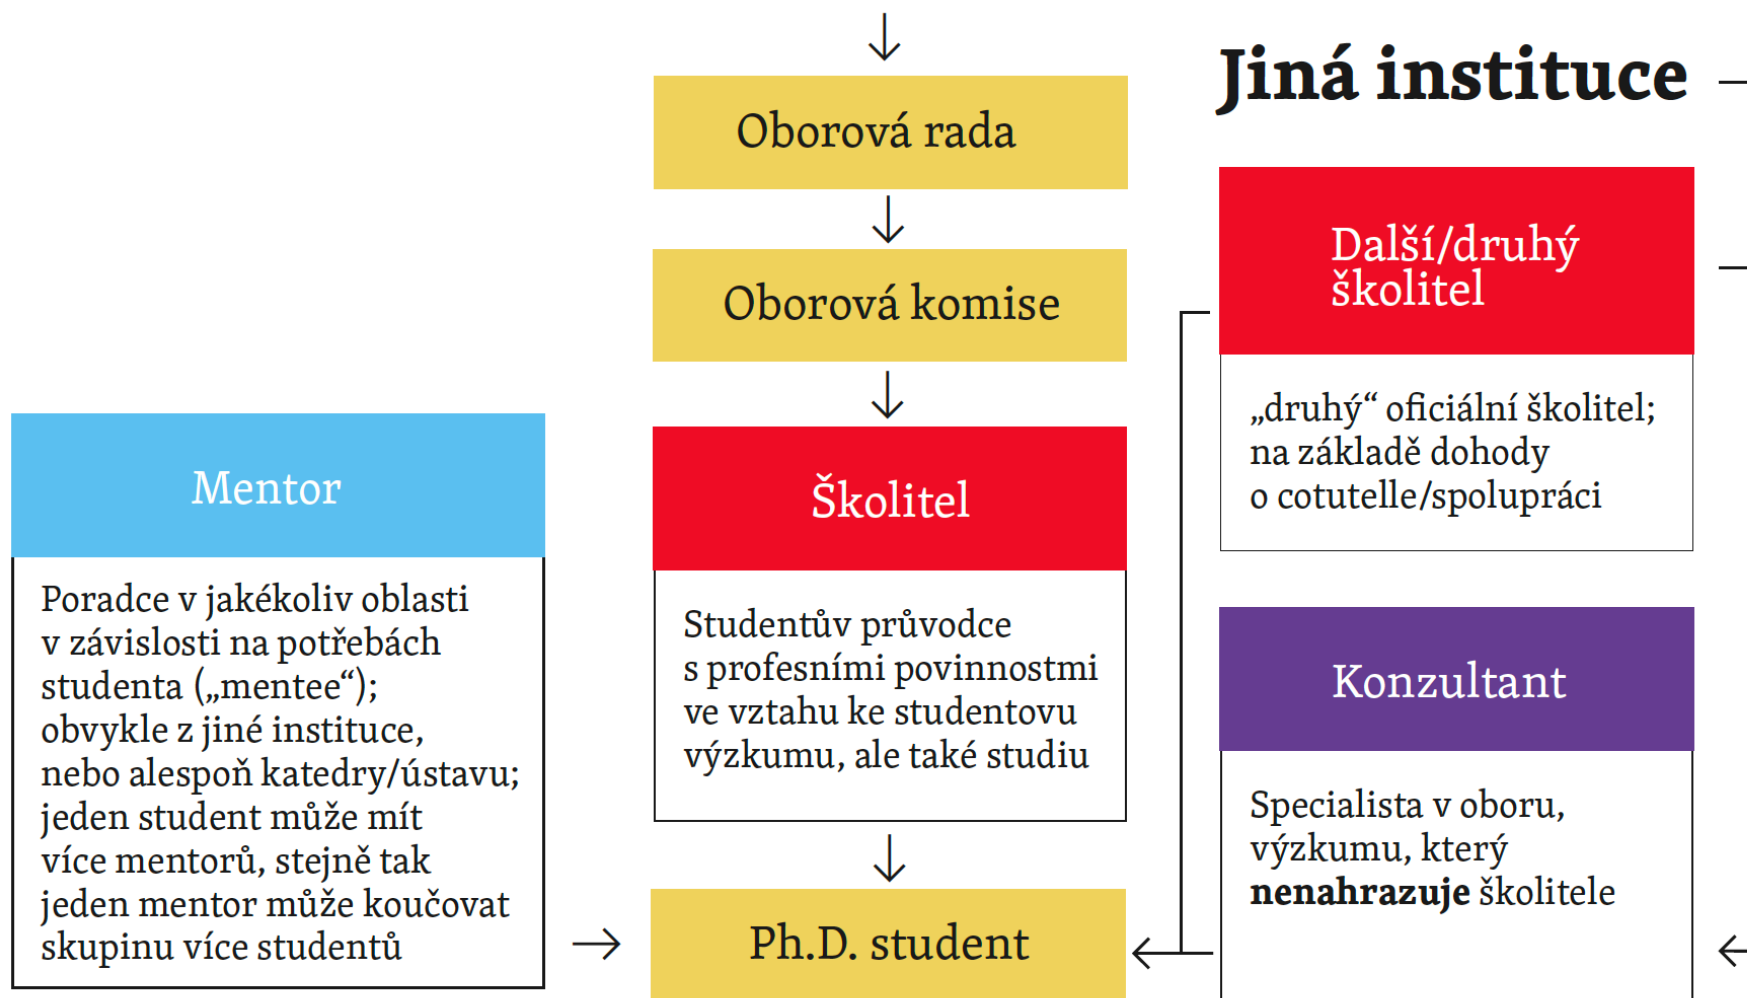 Oborová rada
Oborová komise
Jiná instituce
Další/druhý
školitel
„druhý“ oficiální školitel;
na základě dohody
o cotutelle/spolupráci
Mentor
Poradce v jakékoliv oblasti
v závislosti na potřebách
studenta („mentee“);
obvykle z jiné instituce,
nebo alespoň katedry/ústavu;
jeden student může mít
více mentorů, stejně tak
jeden mentor může koučovat
skupinu více studentů
Školitel
Studentův průvodce
s profesními povinnostmi
ve vztahu ke studentovu
výzkumu, ale také studiu
Konzultant
Specialista v oboru,
výzkumu, který
nenahrazuje školitele
Ph.D. student